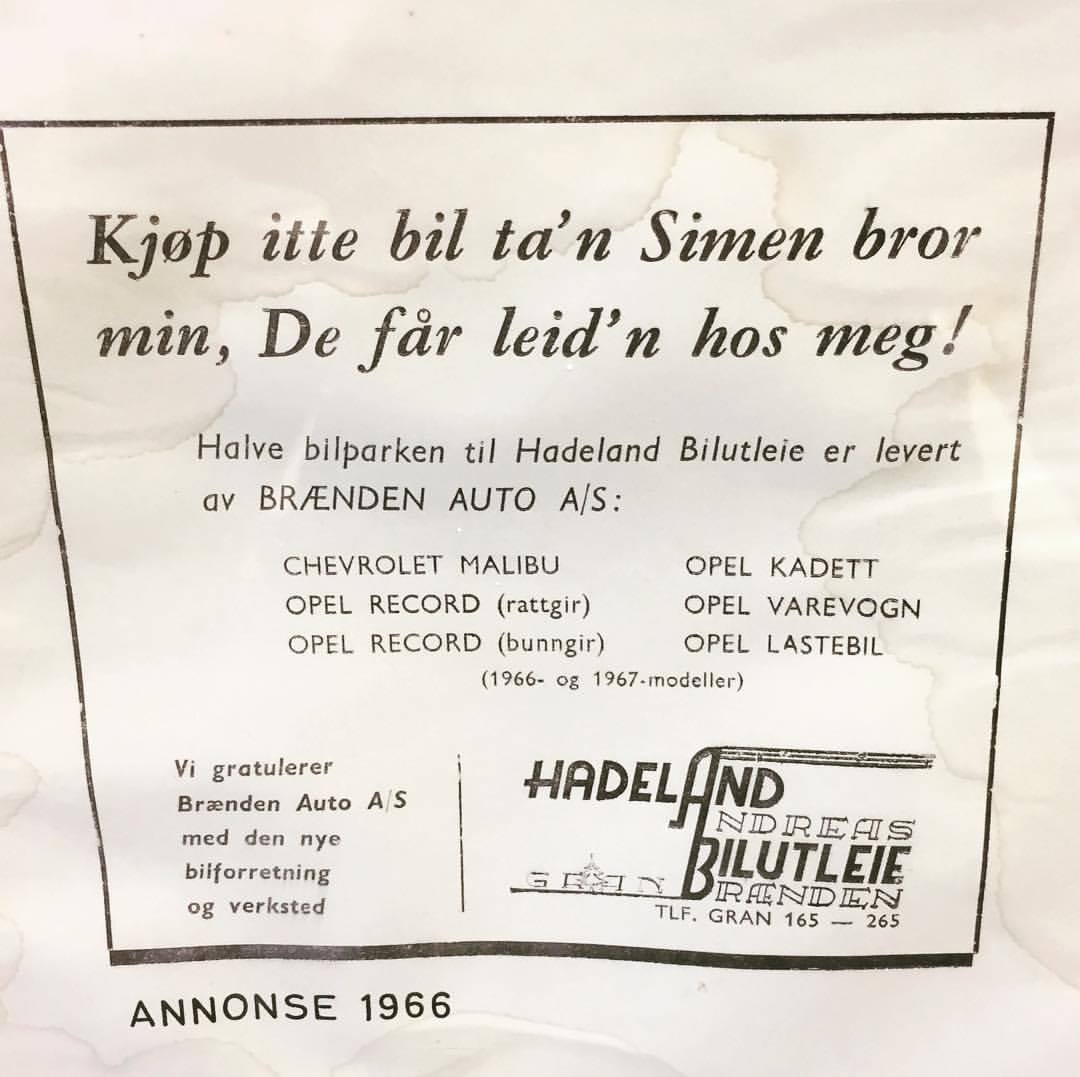 Kjøp itte bil ta'n Simen bror
min, De får leid'n hos meg!
Halve bilparken til Hadeland Bilutleie er levert
av BRÆNDEN AUTO A/S:
CHEVROLET MALIBU
OPEL RECORD (rattgir)
OPEL RECORD (bunngir)
OPEL KADETT
OPEL VAREVOGN
OPEL LASTEBIL
(1966- og 1967-modeller)
Vi gratulerer
Brænden Auto A/S
med den nye
bilforretning
og verksted
HADELAND
ANDREAS
BILUTLEIE
BRÆNDEN
GRAN
TLF. GRAN 165 — 265
ANNONSE 1966